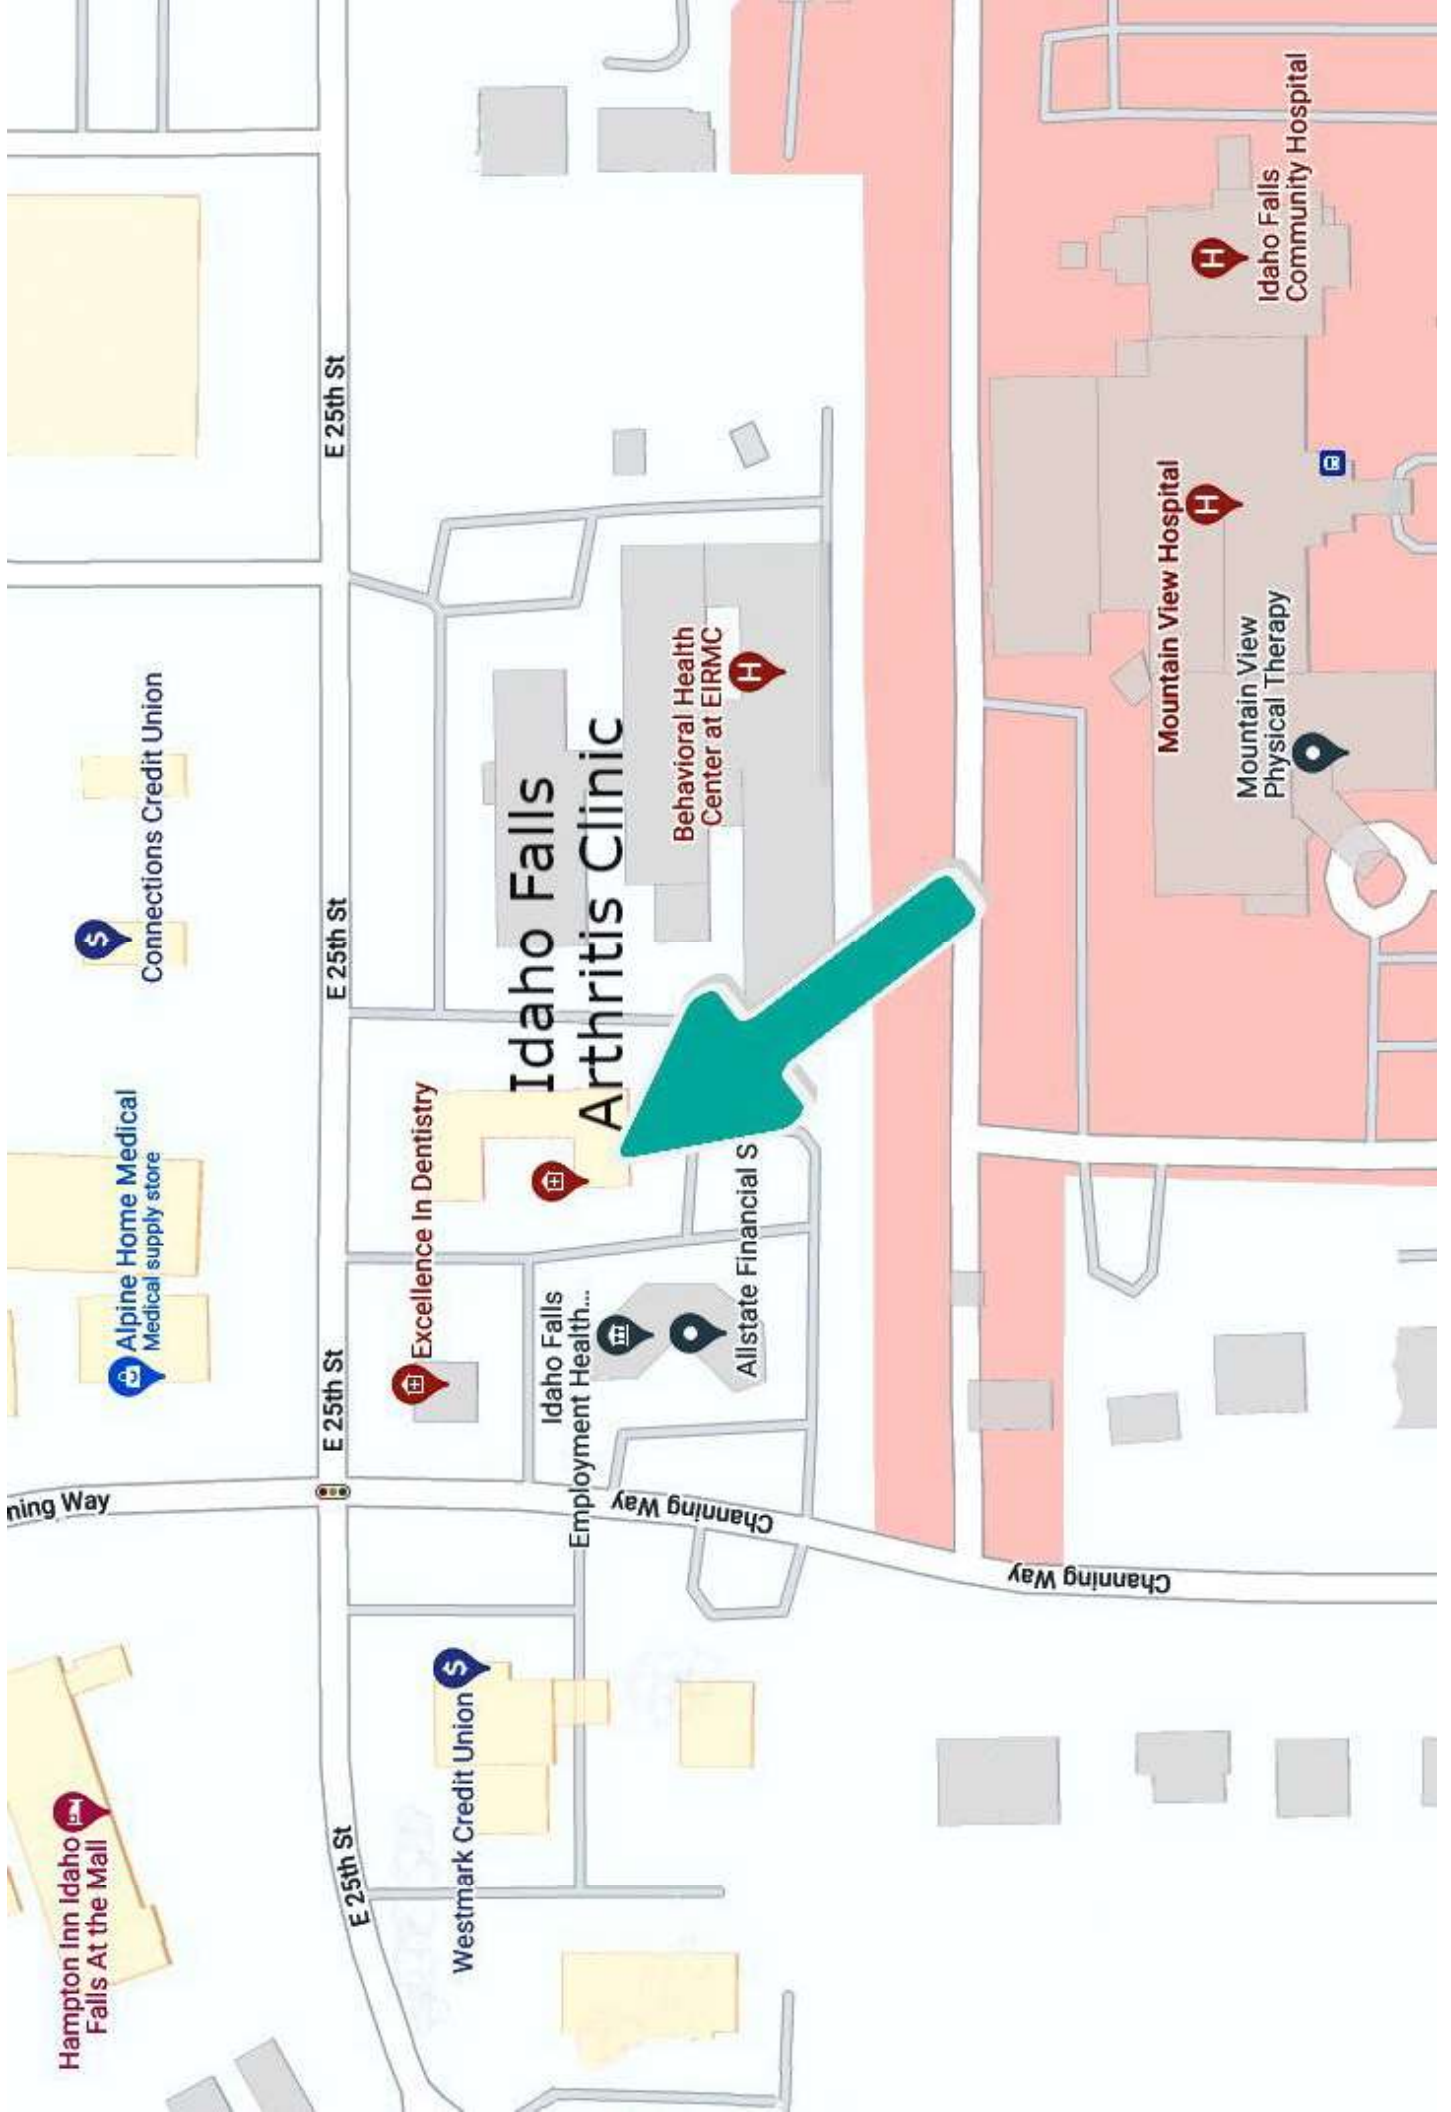 Hampton Inn Idaho
Falls At the Mall
ning Way
Alpine Home Medical
Medical supply store
Connections Credit Union
E 25th St
E 25th St
E 25th St
E 25th St
Westmark Credit Union
Excellence In Dentistry
Idaho Falls
Arthritis Clinic
Idaho Falls
Employment Health...
Channing Way
Allstate Financial S
Behavioral Health
Center at EIRMC
H
Channing Way
Mountain View Hospital
H
Mountain View
Physical Therapy
H
Idaho Falls
Community Hospital